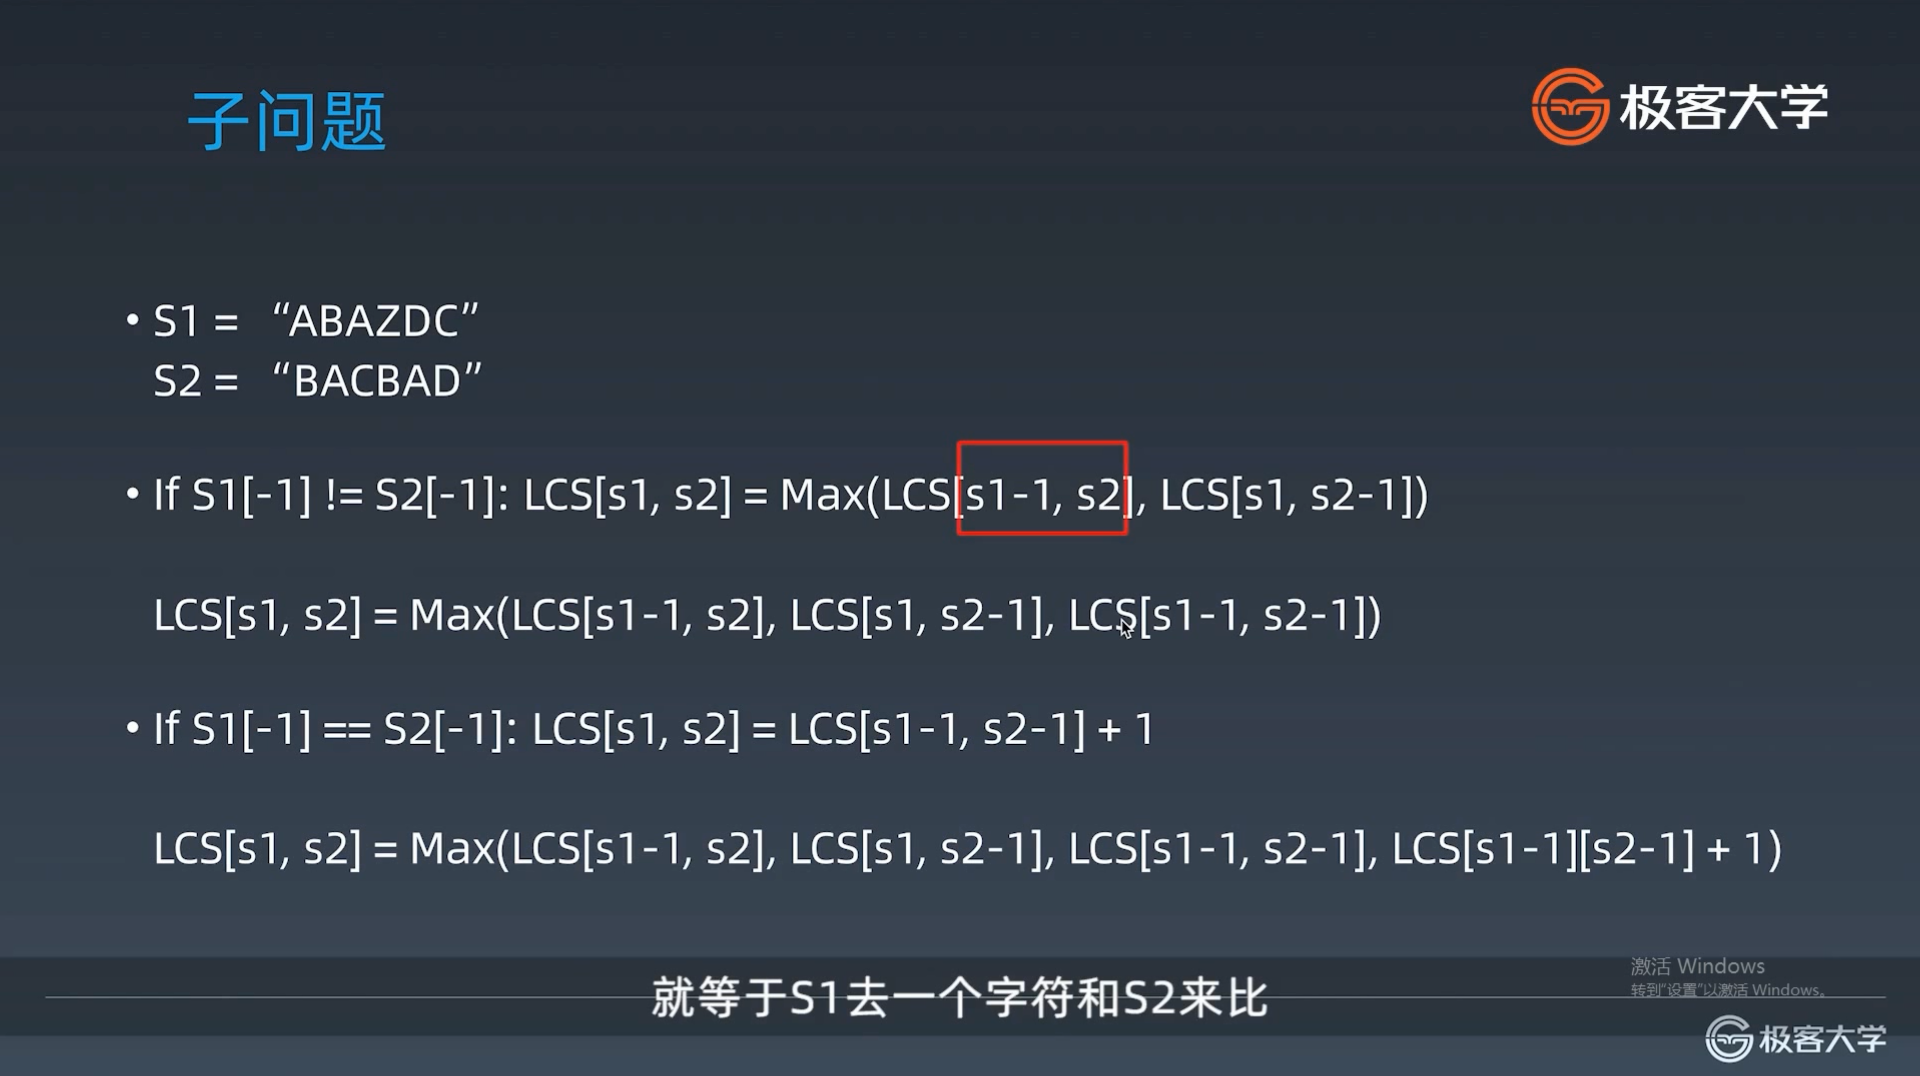 子问题
极客大学
• S1 = “ABAZDC”
S2 = “BACBAD”
• If S1[-1] != S2[-1]: LCS[s1, s2] = Max(LCS[s1-1, s2], LCS[s1, s2-1])
LCS[s1, s2] = Max(LCS[s1-1, s2], LCS[s1, s2-1], LCS[s1-1, s2-1])
• If S1[-1] == S2[-1]: LCS[s1, s2] = LCS[s1-1, s2-1] + 1
LCS[s1, s2] = Max(LCS[s1-1, s2], LCS[s1, s2-1], LCS[s1-1, s2-1], LCS[s1-1][s2-1] + 1)
就等于S1去一个字符和S2来比
激活 Windows
转到“设置”以激活 Windows。
极客大学